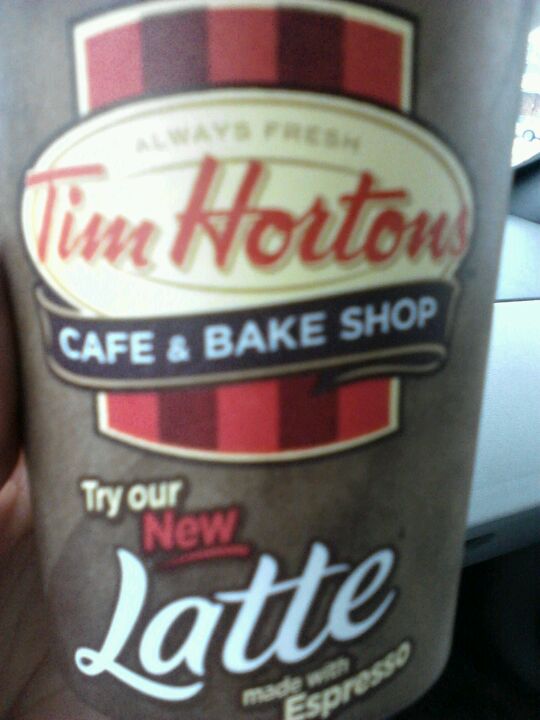 ALWAYS FRESH
Tim Hortons
CAFE & BAKE SHOP
Try our
New
Latte
made with
Espresso